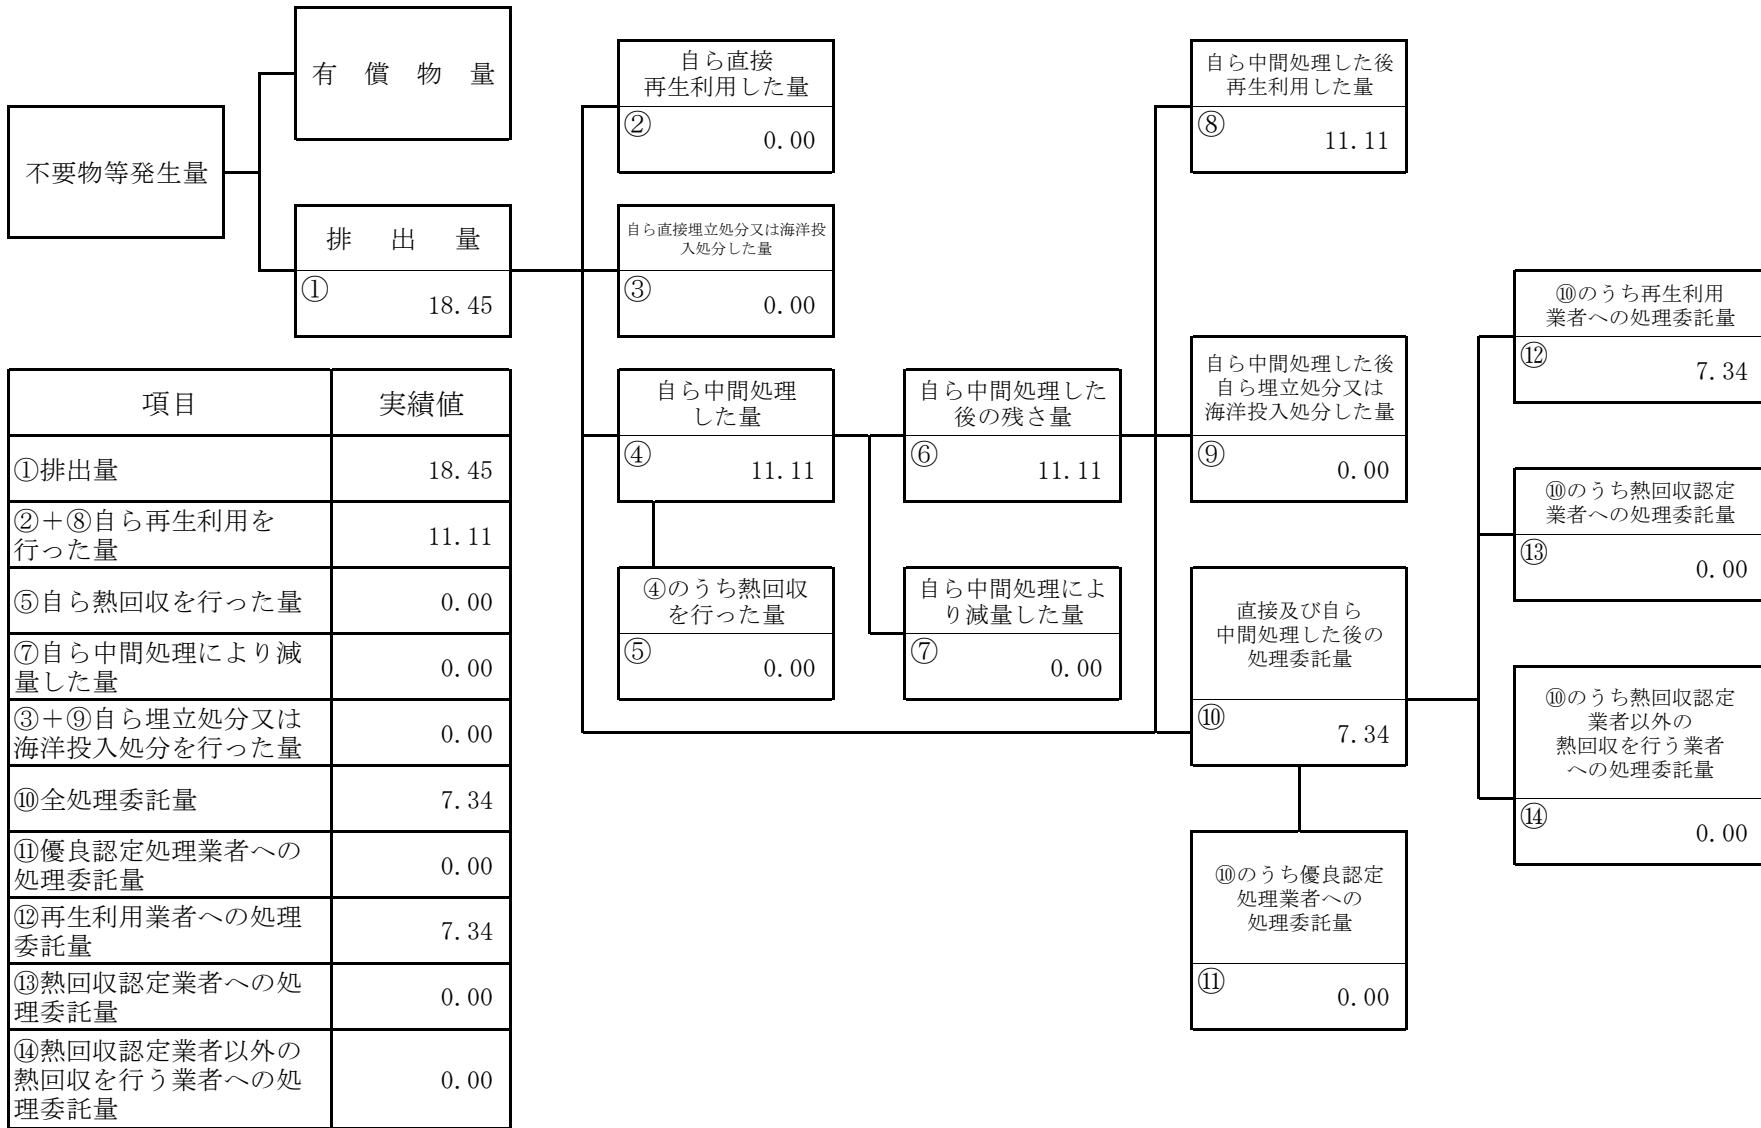 不要物等発生量
有償物量
排出量
①
18.45
自ら直接
再生利用した量
②
0.00
自ら直接埋立処分又は海洋投
入処分した量
③
0.00
自ら中間処理
した量
④
11.11
④のうち熱回収
を行った量
⑤
0.00
自ら中間処理した
後の残さ量
⑥
11.11
自ら中間処理によ
り減量した量
⑦
0.00
自ら中間処理した後
再生利用した量
⑧
11.11
自ら中間処理した後
自ら埋立処分又は
海洋投入処分した量
⑨
0.00
直接及び自ら
中間処理した後の
処理委託量
⑩
7.34
⑩のうち優良認定
処理業者への
処理委託量
⑪
0.00
⑩のうち再生利用
業者への処理委託量
⑫
7.34
⑩のうち熱回収認定
業者への処理委託量
⑬
0.00
⑩のうち熱回収認定
業者以外の
熱回収を行う業者
への処理委託量
⑭
0.00
項目
実績値
①排出量
18.45
②＋⑧自ら再生利用を
行った量
11.11
⑤自ら熱回収を行った量
0.00
⑦自ら中間処理により減
量した量
0.00
③＋⑨自ら埋立処分又は
海洋投入処分を行った量
0.00
⑩全処理委託量
7.34
⑪優良認定処理業者への
処理委託量
0.00
⑫再生利用業者への処理
委託量
7.34
⑬熱回収認定業者への処
理委託量
0.00
⑭熱回収認定業者以外の
熱回収を行う業者への処
理委託量
0.00